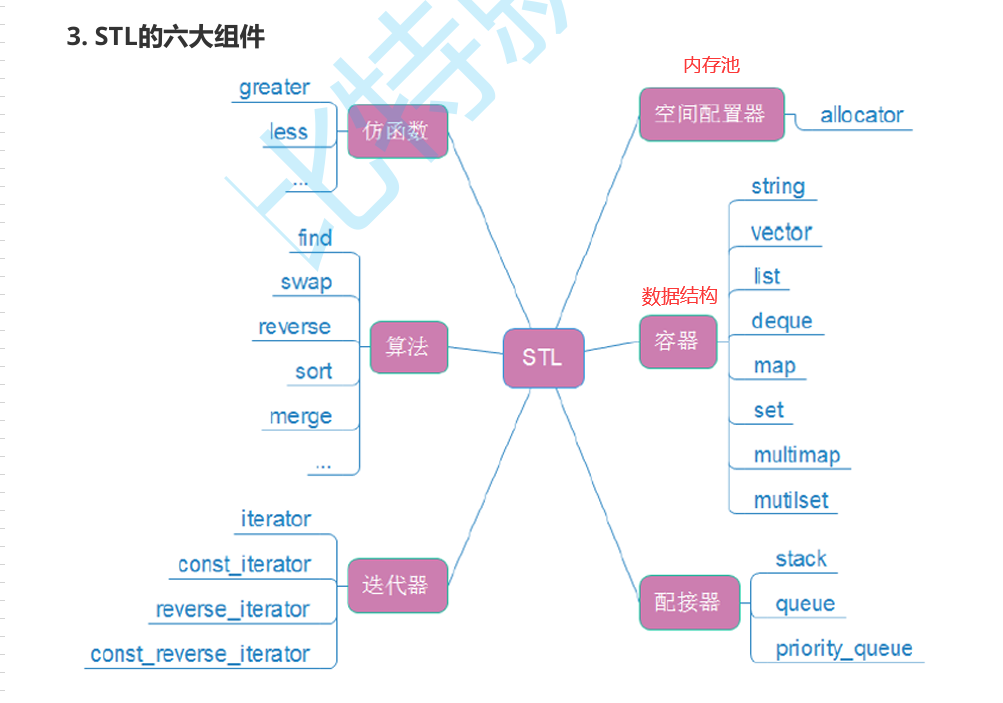 3. STL的六大组件
greater
less
...
仿函数
find
swap
reverse
sort
merge
...
算法
iterator
const_iterator
reverse_iterator
const_reverse_iterator
迭代器
STL
内存池
空间配置器
allocator
数据结构
容器
string
vector
list
deque
map
set
multimap
mutilset
配接器
stack
queue
priority_queue
比特